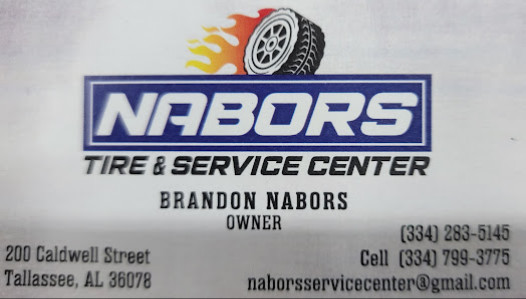 NABORS
TIRE & SERVICE CENTER
BRANDON NABORS
OWNER
(334) 283-5145
200 Caldwell Street
Cell (334) 799-3775
Tallassee, AL 36078
naborsservicecenter@gmail.com